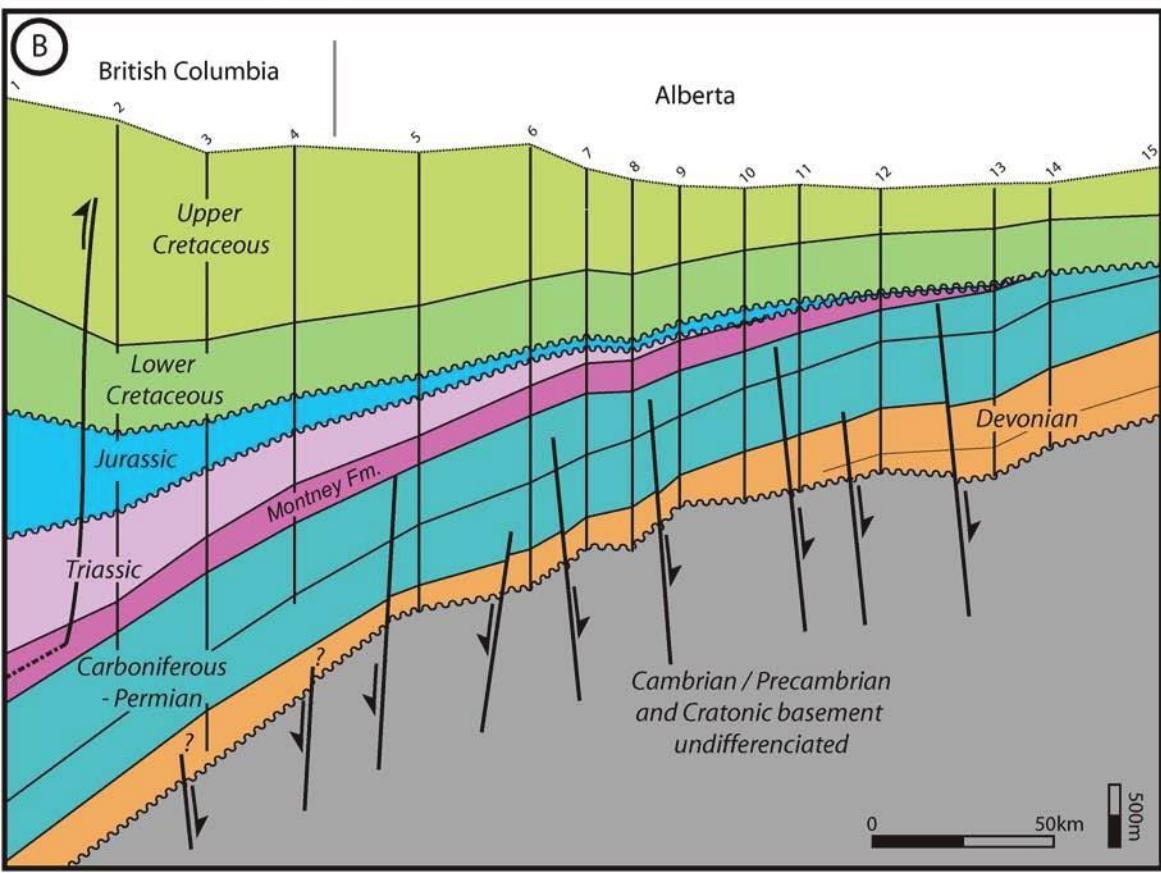 B
British Columbia
Alberta
1
2
3
4
5
6
7
8
9
10
11
12
13
14
15
Upper
Cretaceous
Lower
Cretaceous
Jurassic
Montney Fm.
Devonian
Triassic
Carboniferous
- Permian
?
?
Cambrian / Precambrian
and Cratonic basement
undifferenciated
0
50km
500m